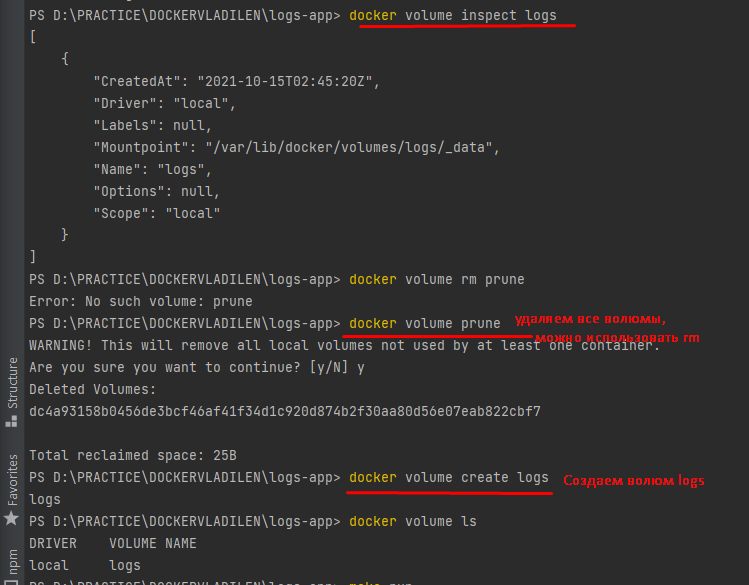 PS D:\PRACTICE\DOCKERVLADILEN\logs-app> docker volume inspect logs
[
    {
        "CreatedAt": "2021-10-15T02:45:20Z",
        "Driver": "local",
        "Labels": null,
        "Mountpoint": "/var/lib/docker/volumes/logs/_data",
        "Name": "logs",
        "Options": null,
        "Scope": "local"
    }
]
PS D:\PRACTICE\DOCKERVLADILEN\logs-app> docker volume rm prune
Error: No such volume: prune
PS D:\PRACTICE\DOCKERVLADILEN\logs-app> docker volume prune
удаляем все волюмы,
можно использовать rm
WARNING! This will remove all local volumes not used by at least one container.
Are you sure you want to continue? [y/N] y
Deleted Volumes:
dc4a93158b0456de3bcf46af41f34d1c920d874b2f30aa80d56e07eab822cbf7
Total reclaimed space: 25B
PS D:\PRACTICE\DOCKERVLADILEN\logs-app> docker volume create logs
Создаем волюм logs
logs
PS D:\PRACTICE\DOCKERVLADILEN\logs-app> docker volume ls
DRIVER    VOLUME NAME
local     logs
Structure
Favorites
npm